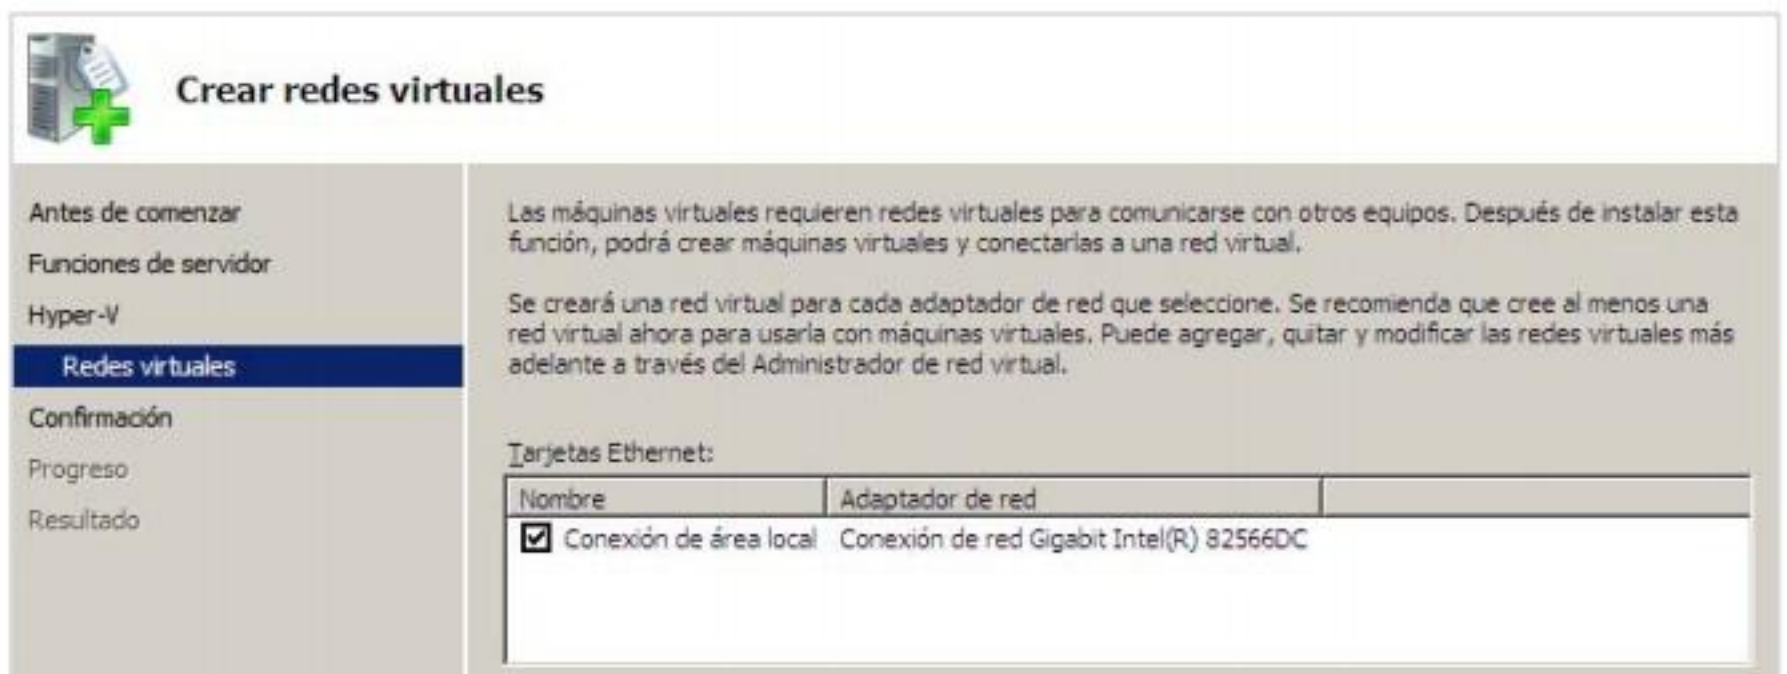 Crear redes virtuales
Antes de comenzar
Funciones de servidor
Hyper-V
Redes virtuales
Confirmación
Progreso
Resultado
Las máquinas virtuales requieren redes virtuales para comunicarse con otros equipos. Después de instalar esta
función, podrá crear máquinas virtuales y conectarlas a una red virtual.
Se creará una red virtual para cada adaptador de red que seleccione. Se recomienda que cree al menos una
red virtual ahora para usarla con máquinas virtuales. Puede agregar, quitar y modificar las redes virtuales más
adelante a través del Administrador de red virtual.
Tarjetas Ethernet:
Nombre Adaptador de red
Conexión de área local Conexión de red Gigabit Intel(R) 82566DC